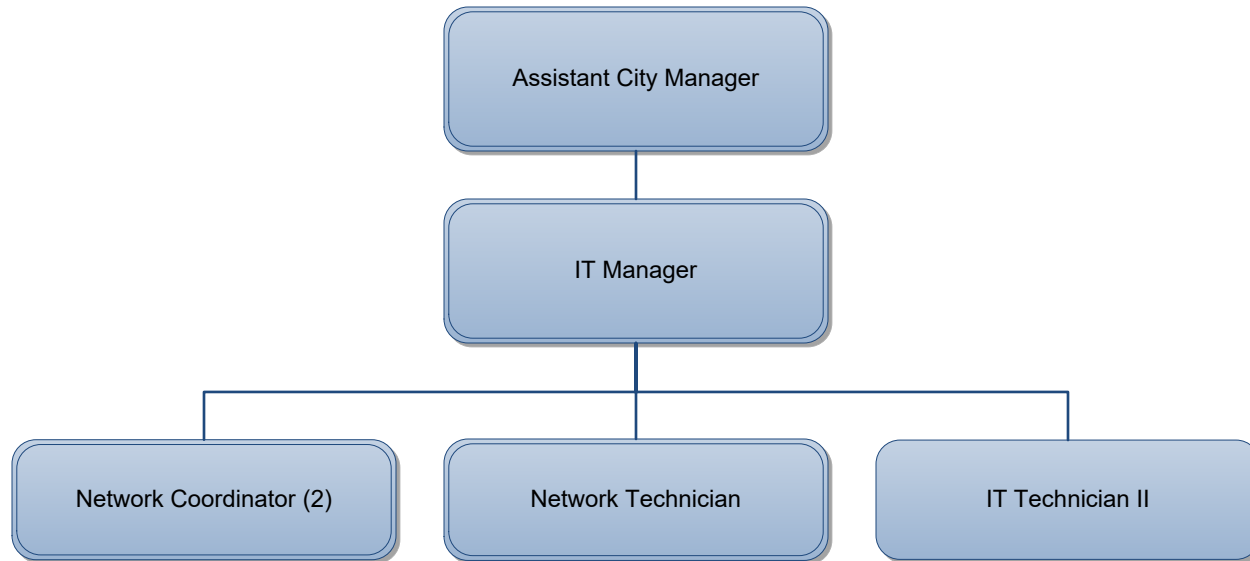 Assistant City Manager
IT Manager
Network Coordinator (2)
Network Technician
IT Technician II